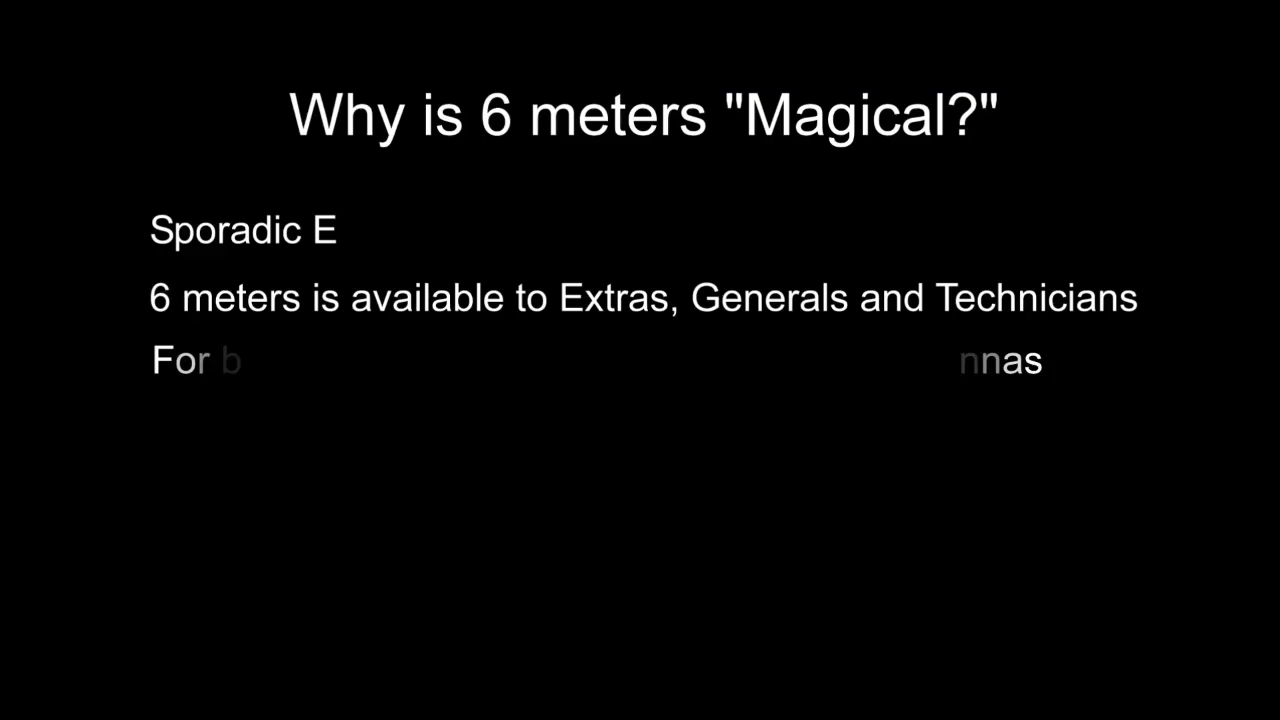 Why is 6 meters "Magical?"
Sporadic E
6 meters is available to Extras, Generals and Technicians
For b nnas